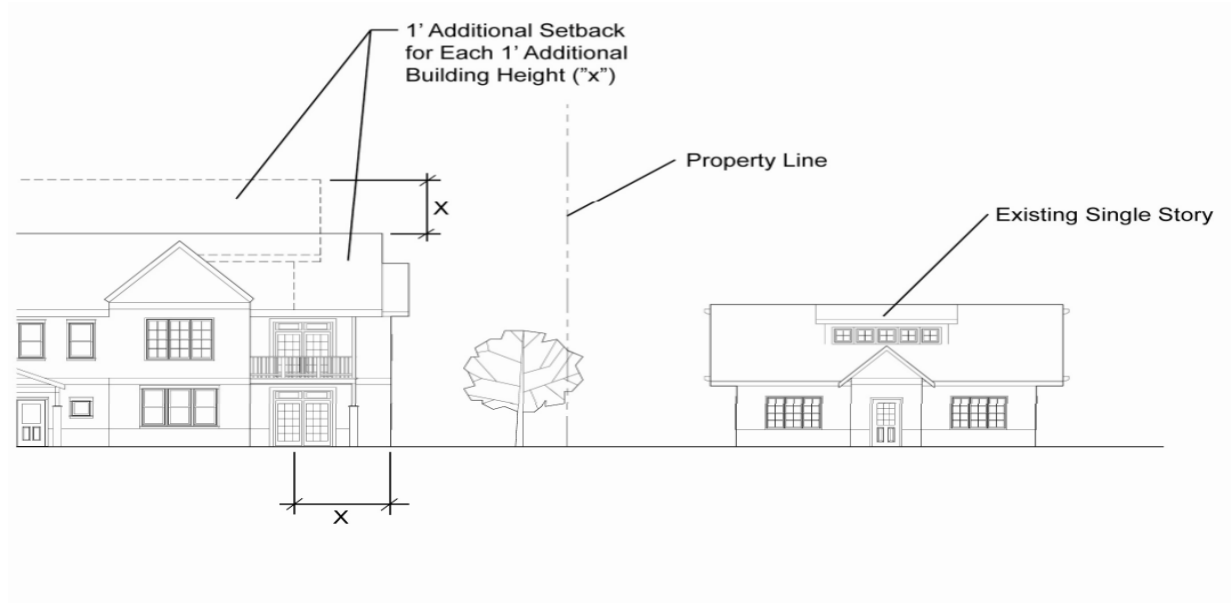 1' Additional Setback
for Each 1' Additional
Building Height ("x")
Property Line
X
Existing Single Story
X